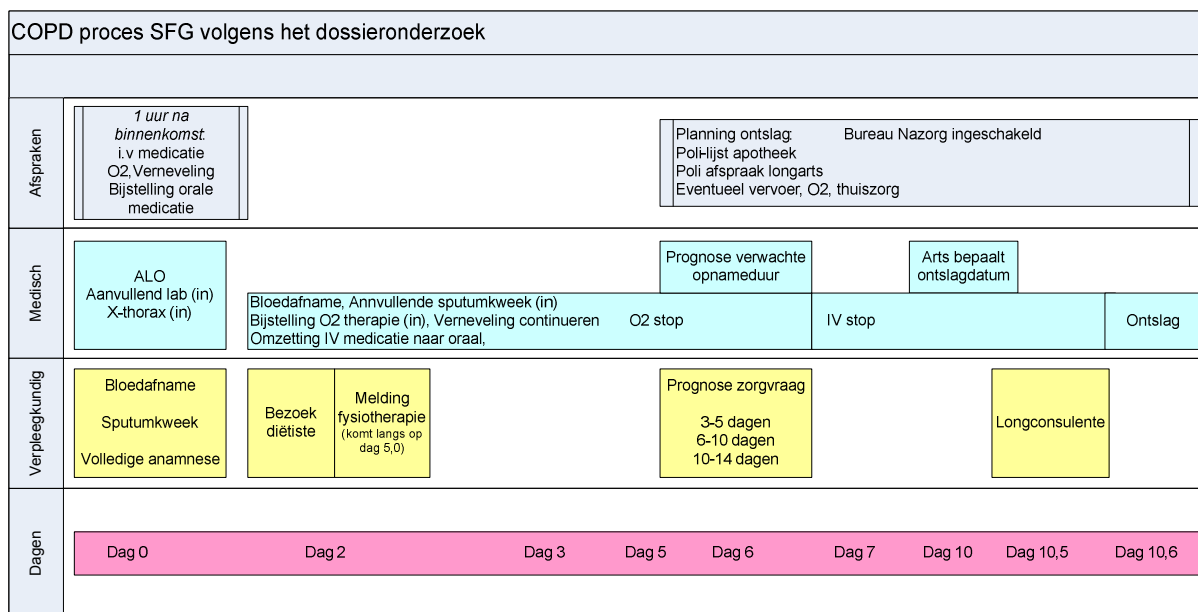 COPD proces SFG volgens het dossieronderzoek
Afspraken
1 uur na
binnenkomst:
i.v medicatie
O2,Verneveling
Bijstelling orale
medicatie
Planning ontslag: Bureau Nazorg ingeschakeld
Poli-lijst apotheek
Poli afspraak longarts
Eventueel vervoer, O2, thuiszorg
Medisch
ALO
Aanvullend lab (in)
X-thorax (in)
Prognose verwachte
opnameduur
Arts bepaalt
ontslagdatum
Bloedafname, Annvullende sputumkweek (in)
Bijstelling O2 therapie (in), Verneveling continueren O2 stop
Omzetting IV medicatie naar oraal,
IV stop
Ontslag
Verpleegkundig
Bloedafname
Sputumkweek
Volledige anamnese
Bezoek
diëtiste
Melding
fysiotherapie
(komt langs op
dag 5,0)
Prognose zorgvraag
3-5 dagen
6-10 dagen
10-14 dagen
Longconsulente
Dagen
Dag 0 Dag 2 Dag 3 Dag 5 Dag 6 Dag 7 Dag 10 Dag 10,5 Dag 10,6